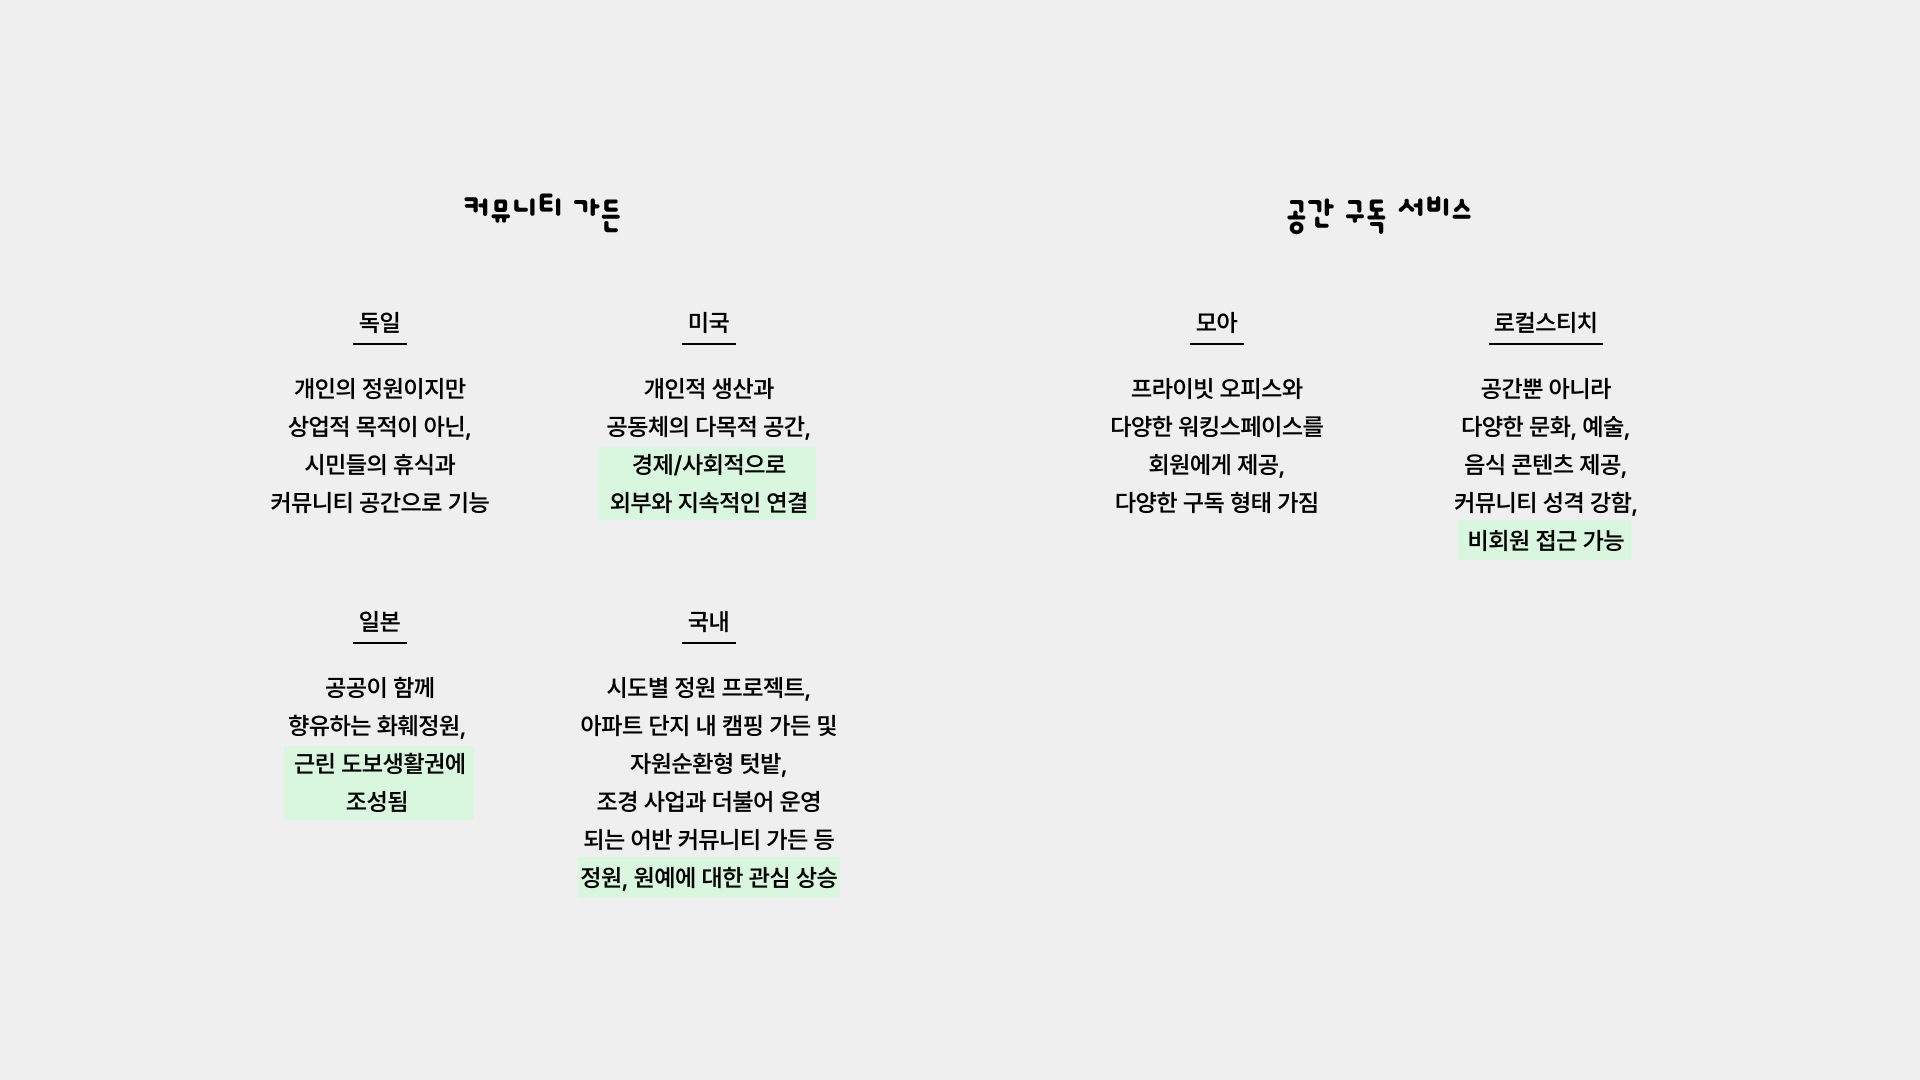 커뮤니티 가든
독일
개인의 정원이지만
상업적 목적이 아닌,
시민들의 휴식과
커뮤니티 공간으로 기능
미국
개인적 생산과
공동체의 다목적 공간,
경제/사회적으로
외부와 지속적인 연결
일본
공공이 함께
향유하는 화훼정원,
근린 도보생활권에
조성됨
국내
시도별 정원 프로젝트,
아파트 단지 내 캠핑 가든 및
자원순환형 텃밭,
조경 사업과 더불어 운영
되는 어반 커뮤니티 가든 등
정원, 원예에 대한 관심 상승
공간 구독 서비스
모아
프라이빗 오피스와
다양한 워킹스페이스를
회원에게 제공,
다양한 구독 형태 가짐
로컬스티치
공간뿐 아니라
다양한 문화, 예술,
음식 콘텐츠 제공,
커뮤니티 성격 강함,
비회원 접근 가능